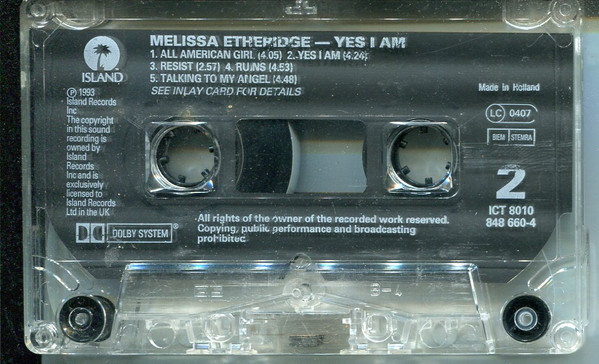 MELISSA ETHERIDGE — YES I AM
1. ALL AMERICAN GIRL (4.05) 2. YES I AM (4.24)
3. RESIST (2.57) 4. RUINS (4.53)
5. TALKING TO MY ANGEL (4.48)
SEE INLAY CARD FOR DETAILS
ISLAND
℗ 1993
Island Records
Inc
The copyright
in this sound
recording is
owned by
Island
Records
Inc and is
exclusively
licensed to
Island Records
Ltd in the UK
Made in Holland
LC 0407
BIEM STEMRA
2
ICT 8010
848 660-4
DOLBY SYSTEM
All rights of the owner of the recorded work reserved.
Copying, public performance and broadcasting
prohibited